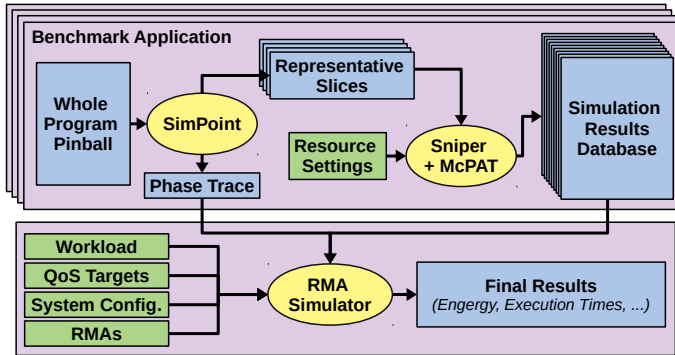 Benchmark Application
Whole
Program
Pinball
SimPoint
Phase Trace
Representative
Slices
Resource
Settings
Sniper
+ McPAT
Simulation
Results
Database
Workload
QoS Targets
System Config.
RMAs
RMA
Simulator
Final Results
(Engergy, Execution Times, ...)